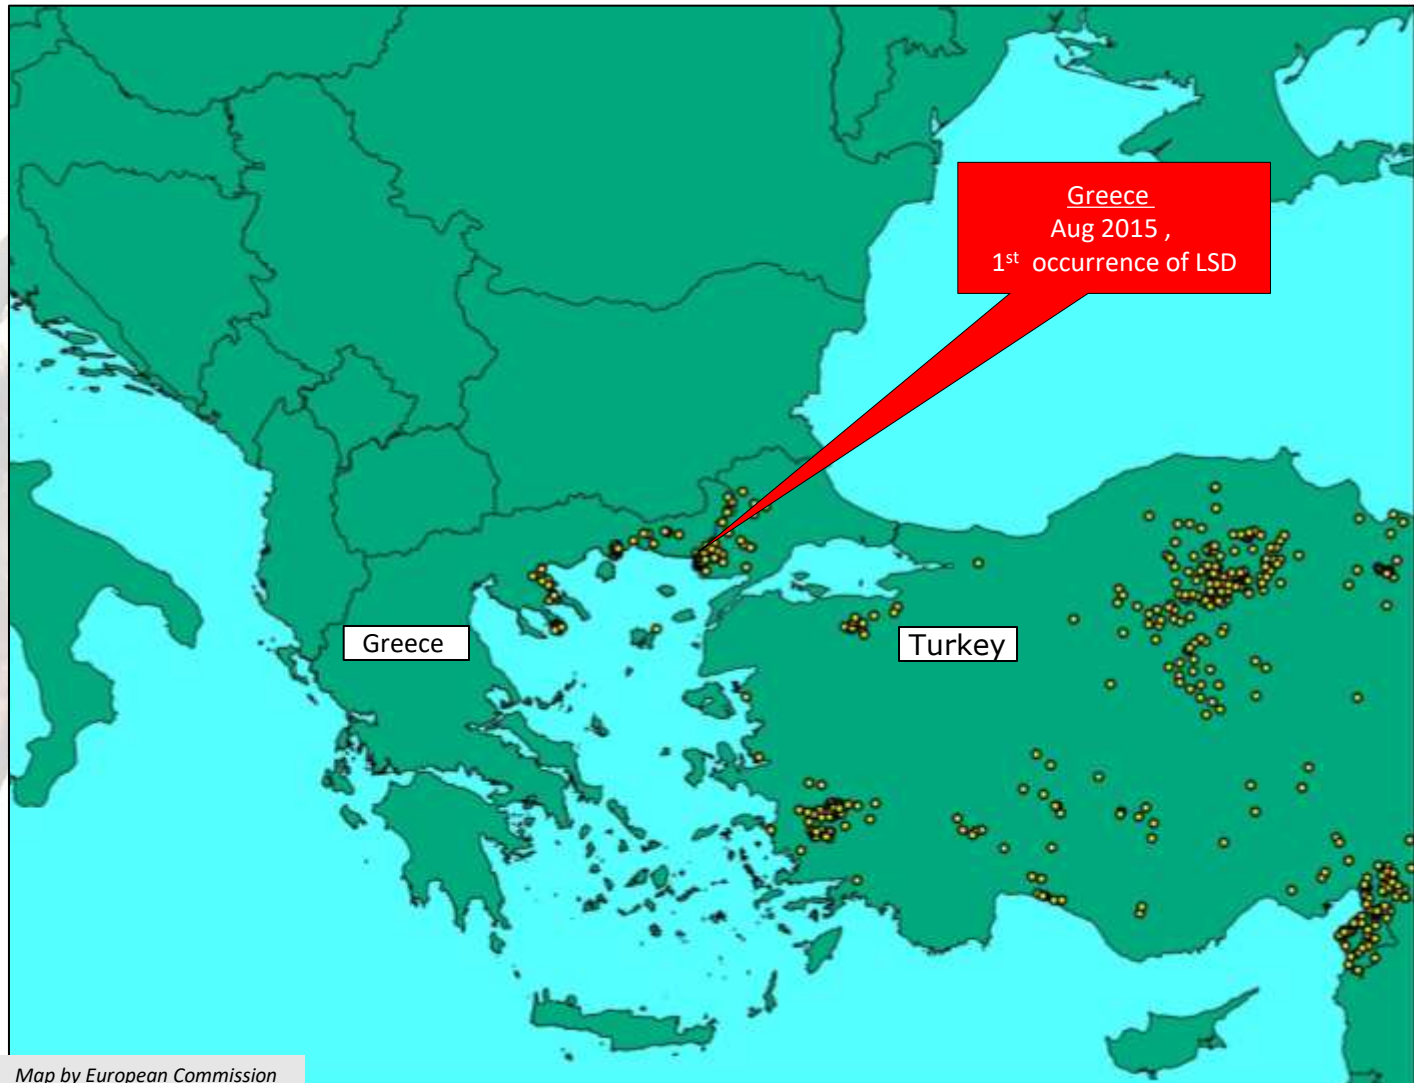 Greece
Aug 2015 ,
1st occurrence of LSD
Greece
Turkey
Map by European Commission